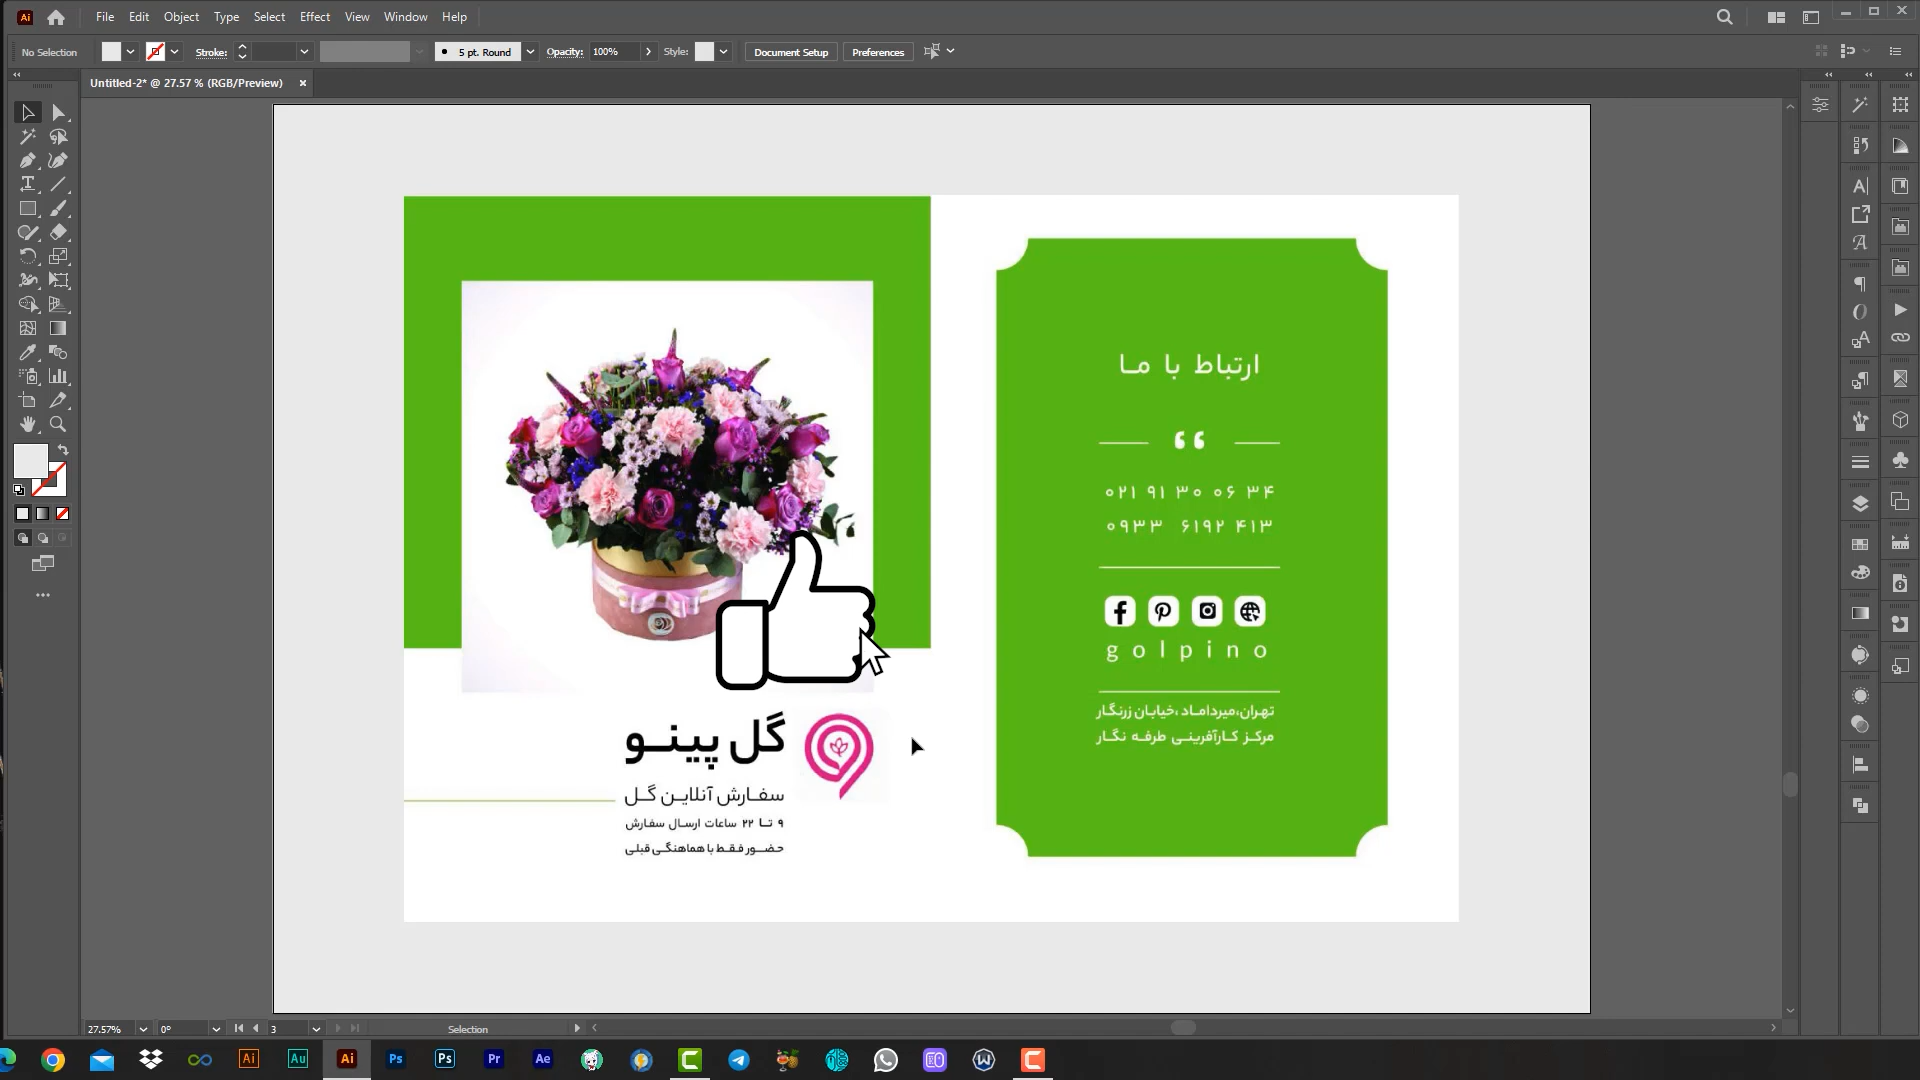 File Edit Object Type Select Effect View Window Help
No Selection Stroke: 5 pt. Round Opacity: 100% Style: Document Setup Preferences
Untitled-2* @ 27.57 % (RGB/Preview)
گل پینو
سفارش آنلاین گل
۹ تا ۲۲ ساعات ارسال سفارش
حضور فقط با هماهنگی قبلی
ارتباط با ما
۰۲۱ ۹۱ ۳۰ ۰۶ ۳۴
۰۹۳۳ ۶۱۹۲ ۴۱۳
golpino
تهران،میرداماد ،خیابان زرنگار
مرکز کارآفرینی طرفه نگار
27.57% 0° 3 Selection